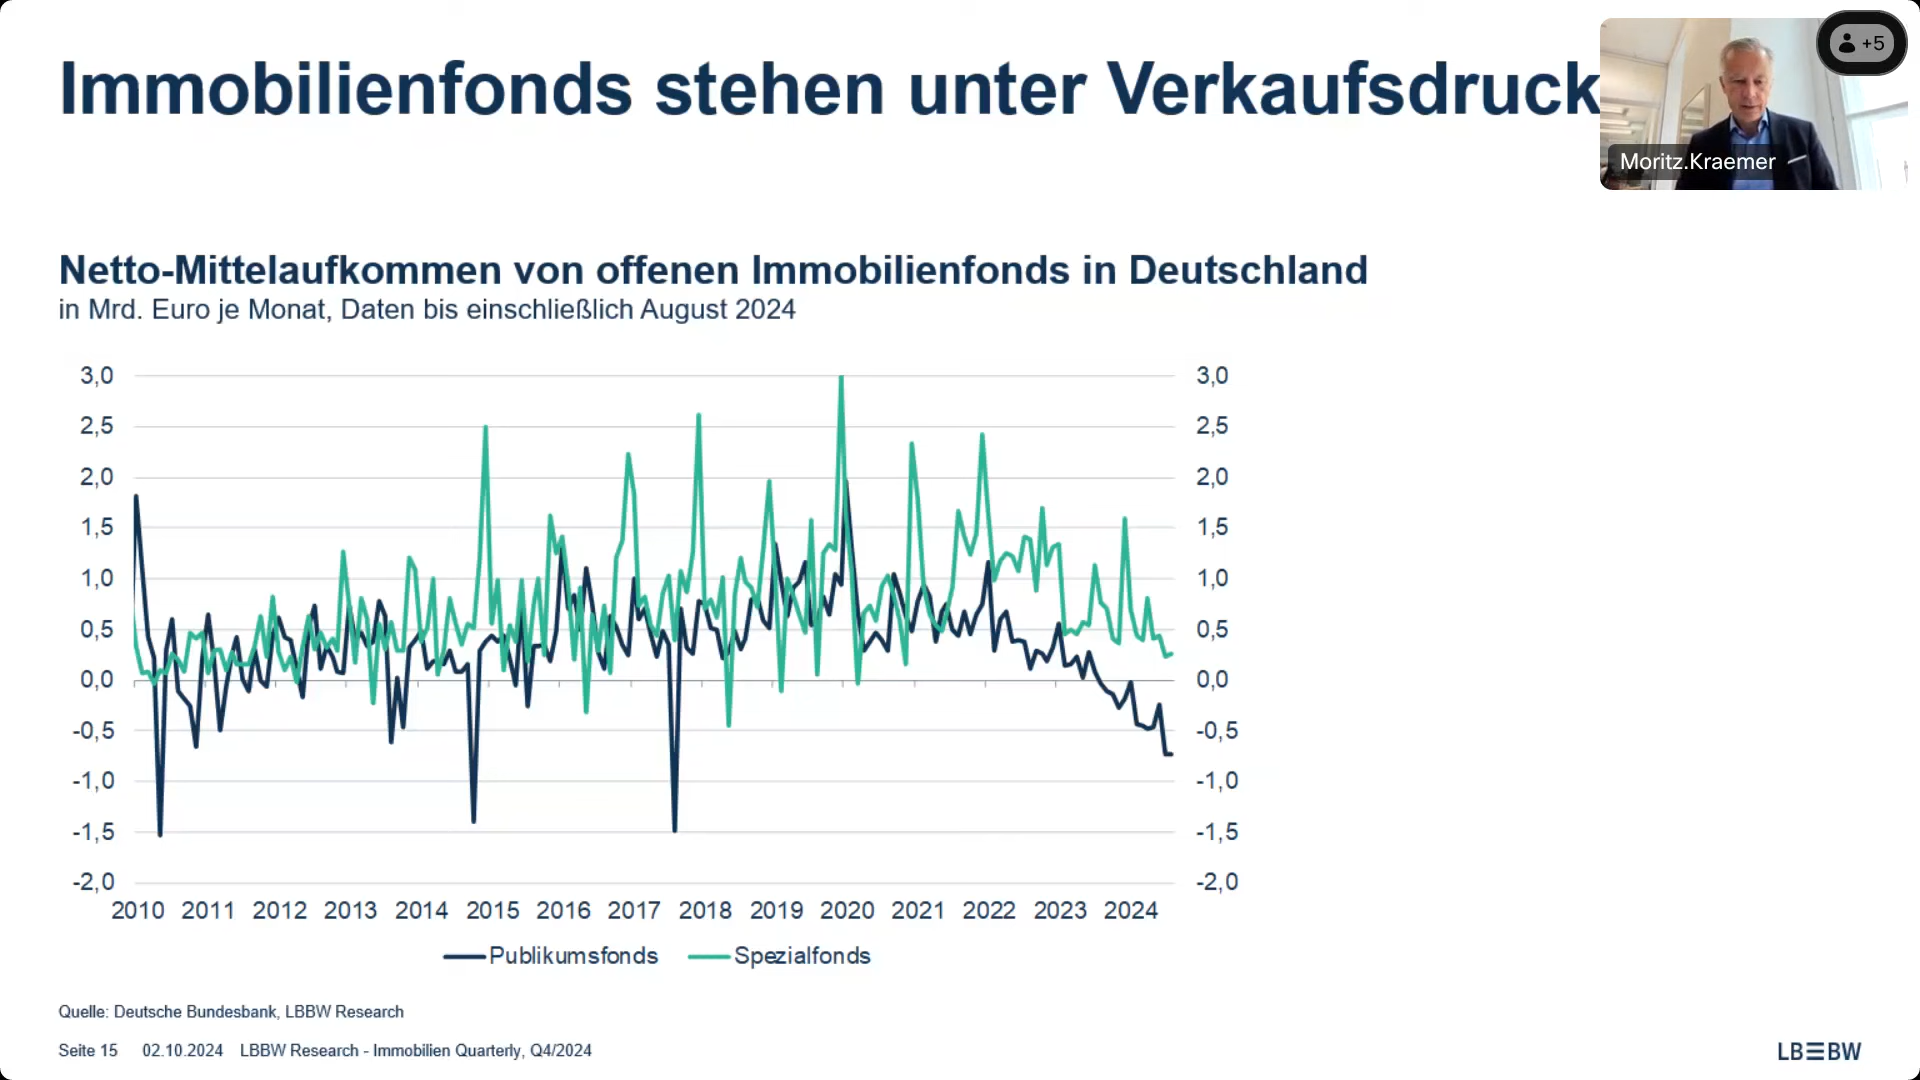 Immobilienfonds stehen unter Verkaufsdruck
+5
Moritz.Kraemer
Netto-Mittelaufkommen von offenen Immobilienfonds in Deutschland
in Mrd. Euro je Monat, Daten bis einschließlich August 2024
3,0 3,0
2,5 2,5
2,0 2,0
1,5 1,5
1,0 1,0
0,5 0,5
0,0 0,0
-0,5 -0,5
-1,0 -1,0
-1,5 -1,5
-2,0 -2,0
2010 2011 2012 2013 2014 2015 2016 2017 2018 2019 2020 2021 2022 2023 2024
Publikumsfonds Spezialfonds
Quelle: Deutsche Bundesbank, LBBW Research
Seite 15 02.10.2024 LBBW Research - Immobilien Quarterly, Q4/2024
LBBW